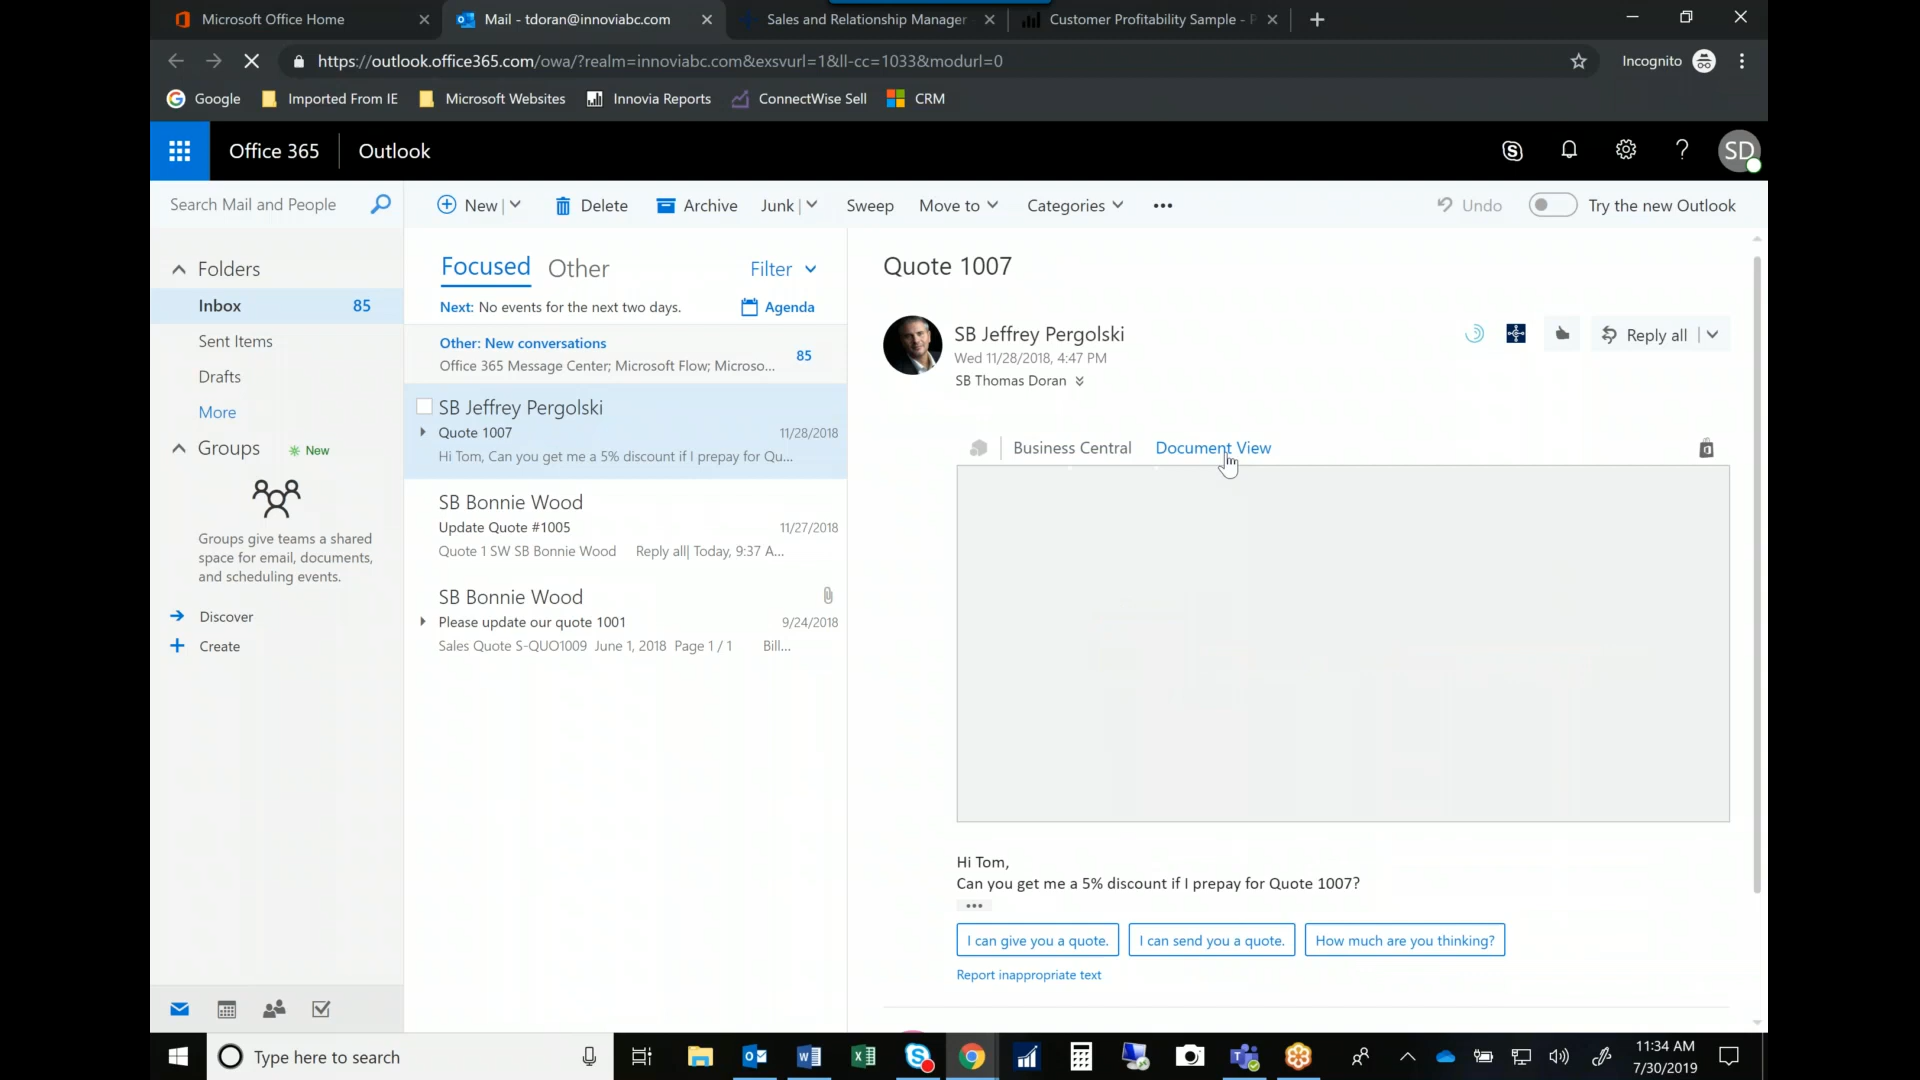 Microsoft Office Home
Mail - tdoran@innoviabc.com
Sales and Relationship Manager
Customer Profitability Sample -
https://outlook.office365.com/owa/?realm=innoviabc.com&exsvurl=1&ll-cc=1033&modurl=0
Incognito
Google
Imported From IE
Microsoft Websites
Innovia Reports
ConnectWise Sell
CRM
Office 365
Outlook
SD
Search Mail and People
New
Delete
Archive
Junk
Sweep
Move to
Categories
Undo
Try the new Outlook
Folders
Inbox 85
Sent Items
Drafts
More
Groups
New
Groups give teams a shared
space for email, documents,
and scheduling events.
Discover
Create
Focused
Other
Filter
Next: No events for the next two days.
Agenda
Other: New conversations
Office 365 Message Center; Microsoft Flow; Microso...
85
SB Jeffrey Pergolski
Quote 1007
11/28/2018
Hi Tom, Can you get me a 5% discount if I prepay for Qu...
SB Bonnie Wood
Update Quote #1005
11/27/2018
Quote 1 SW SB Bonnie Wood Reply all| Today, 9:37 A...
SB Bonnie Wood
Please update our quote 1001
9/24/2018
Sales Quote S-QUO1009 June 1, 2018 Page 1 / 1 Bill...
Quote 1007
SB Jeffrey Pergolski
Wed 11/28/2018, 4:47 PM
SB Thomas Doran
Reply all
Business Central
Document View
Hi Tom,
Can you get me a 5% discount if I prepay for Quote 1007?
I can give you a quote.
I can send you a quote.
How much are you thinking?
Report inappropriate text
Type here to search
11:34 AM
7/30/2019